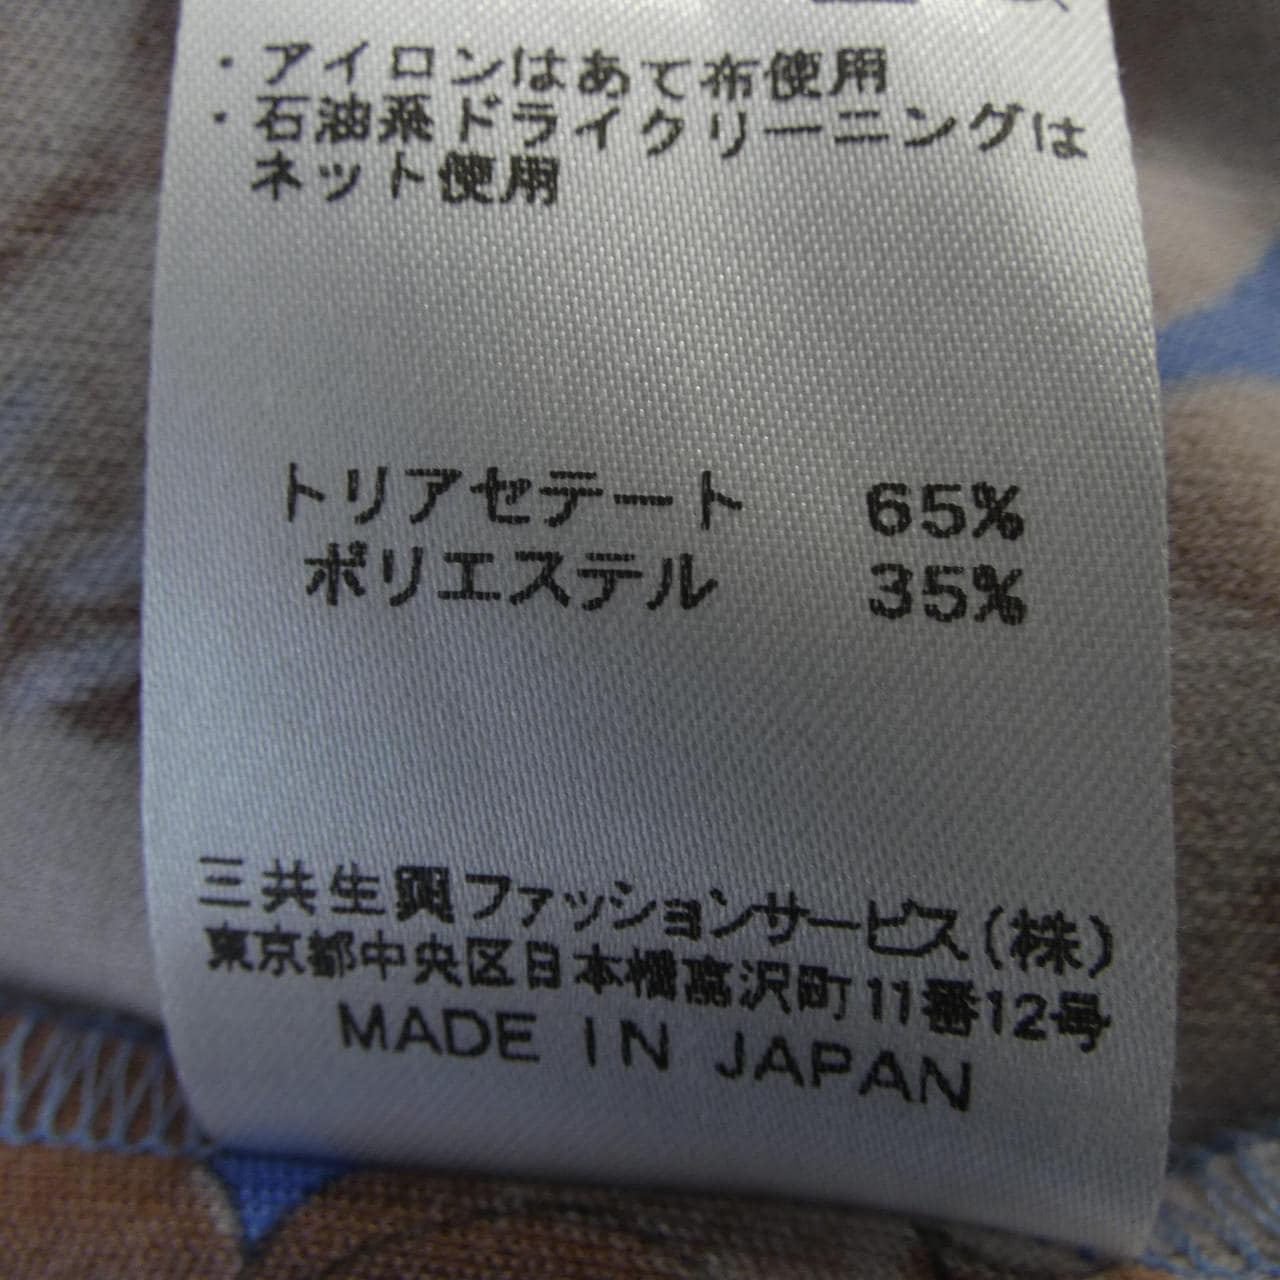 ・アイロンはあて布使用
・石油系ドライクリーニングは
ネット使用
トリアセテート 65%
ポリエステル 35%
三共生興ファッションサービス(株)
東京都中央区日本橋富沢町11番12号
MADE IN JAPAN